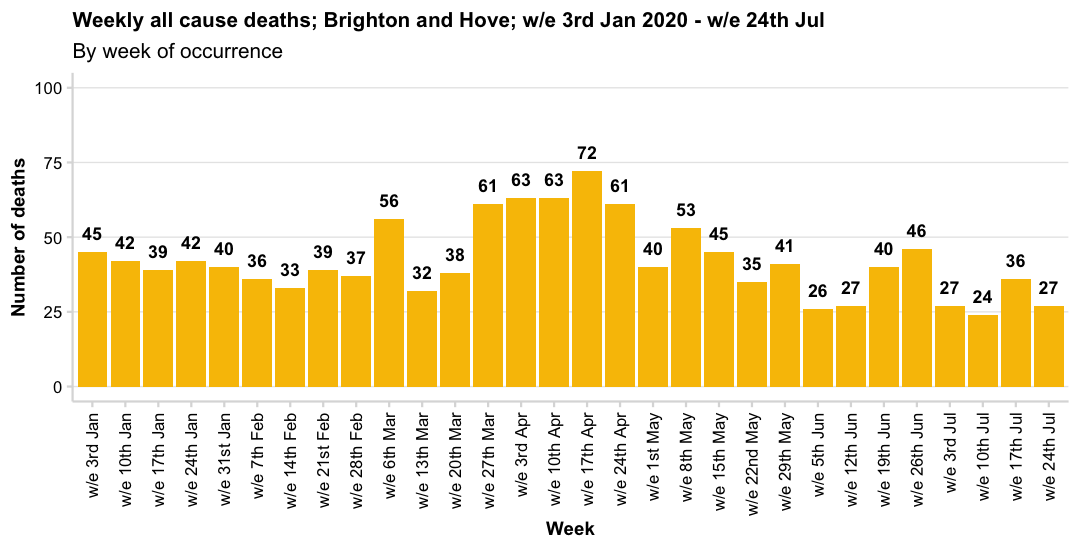 Weekly all cause deaths; Brighton and Hove; w/e 3rd Jan 2020 - w/e 24th Jul
By week of occurrence
Number of deaths
100
75
50
25
0
45
42
39
42
40
36
33
39
37
56
32
38
61
63
63
72
61
40
53
45
35
41
26
27
40
46
27
24
36
27
w/e 3rd Jan
w/e 10th Jan
w/e 17th Jan
w/e 24th Jan
w/e 31st Jan
w/e 7th Feb
w/e 14th Feb
w/e 21st Feb
w/e 28th Feb
w/e 6th Mar
w/e 13th Mar
w/e 20th Mar
w/e 27th Mar
w/e 3rd Apr
w/e 10th Apr
w/e 17th Apr
w/e 24th Apr
w/e 1st May
w/e 8th May
w/e 15th May
w/e 22nd May
w/e 29th May
w/e 5th Jun
w/e 12th Jun
w/e 19th Jun
w/e 26th Jun
w/e 3rd Jul
w/e 10th Jul
w/e 17th Jul
w/e 24th Jul
Week